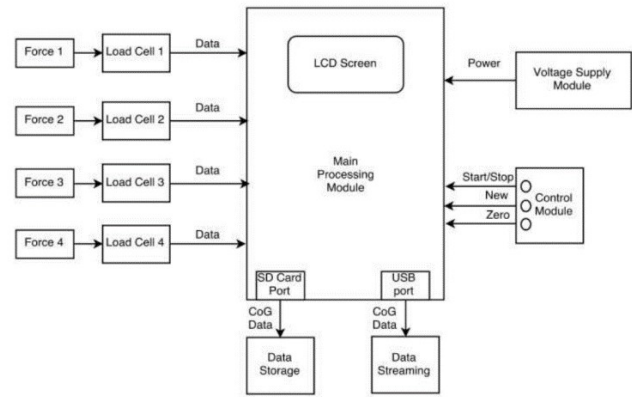 Force 1
Load Cell 1
Data
Force 2
Load Cell 2
Data
Force 3
Load Cell 3
Data
Force 4
Load Cell 4
Data
LCD Screen
Main
Processing
Module
Power
Voltage Supply
Module
Start/Stop
New
Zero
Control
Module
SD Card
Port
USB
port
CoG
Data
CoG
Data
Data
Storage
Data
Streaming